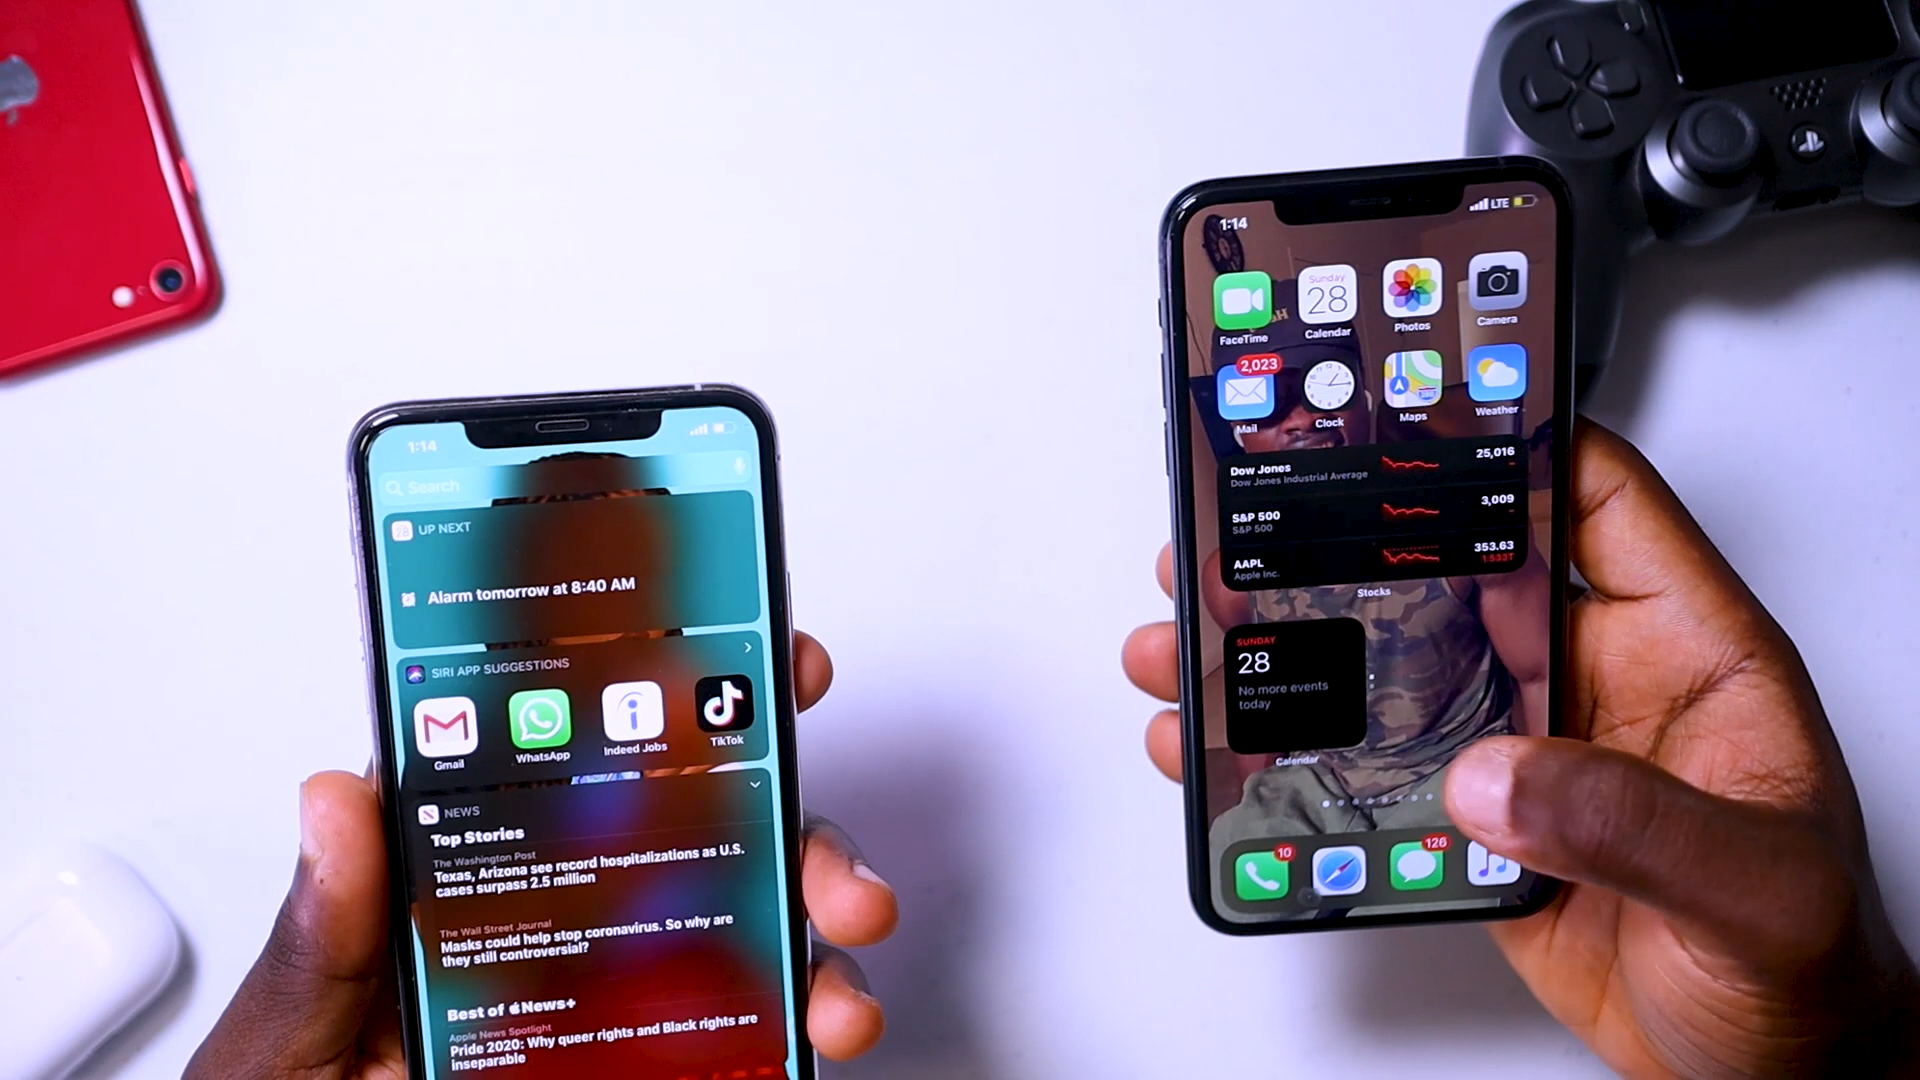 1:14
Search
28
UP NEXT
Alarm tomorrow at 8:40 AM
SIRI APP SUGGESTIONS
Gmail
WhatsApp
Indeed Jobs
TikTok
NEWS
Top Stories
The Washington Post
Texas, Arizona see record hospitalizations as U.S.
cases surpass 2.5 million
The Wall Street Journal
Masks could help stop coronavirus. So why are
they still controversial?
Best of News+
Apple News Spotlight
Pride 2020: Why queer rights and Black rights are
inseparable
1:14
LTE
Sunday
28
FaceTime
Calendar
Photos
Camera
2,023
Mail
Clock
Maps
Weather
Dow Jones
Dow Jones Industrial Average
25,016
S&P 500
S&P 500
3,009
AAPL
Apple Inc.
353.63
1.533T
Stocks
SUNDAY
28
No more events
today
Calendar
10
126